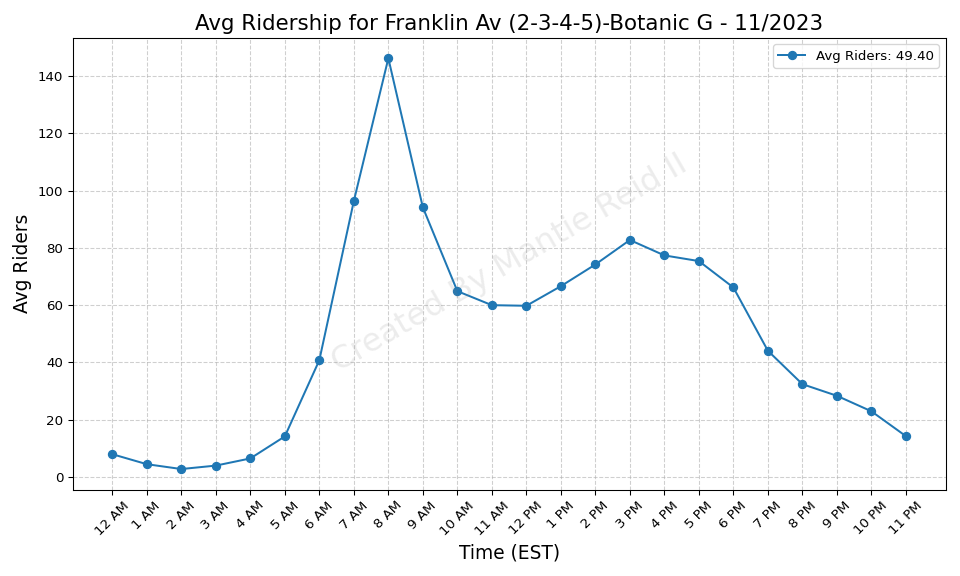 Avg Ridership for Franklin Av (2-3-4-5)-Botanic G - 11/2023
Avg Riders: 49.40
Avg Riders
140
120
100
80
60
40
20
0
Created By Mantie Reid II
12 AM
1 AM
2 AM
3 AM
4 AM
5 AM
6 AM
7 AM
8 AM
9 AM
10 AM
11 AM
12 PM
1 PM
2 PM
3 PM
4 PM
5 PM
6 PM
7 PM
8 PM
9 PM
10 PM
11 PM
Time (EST)